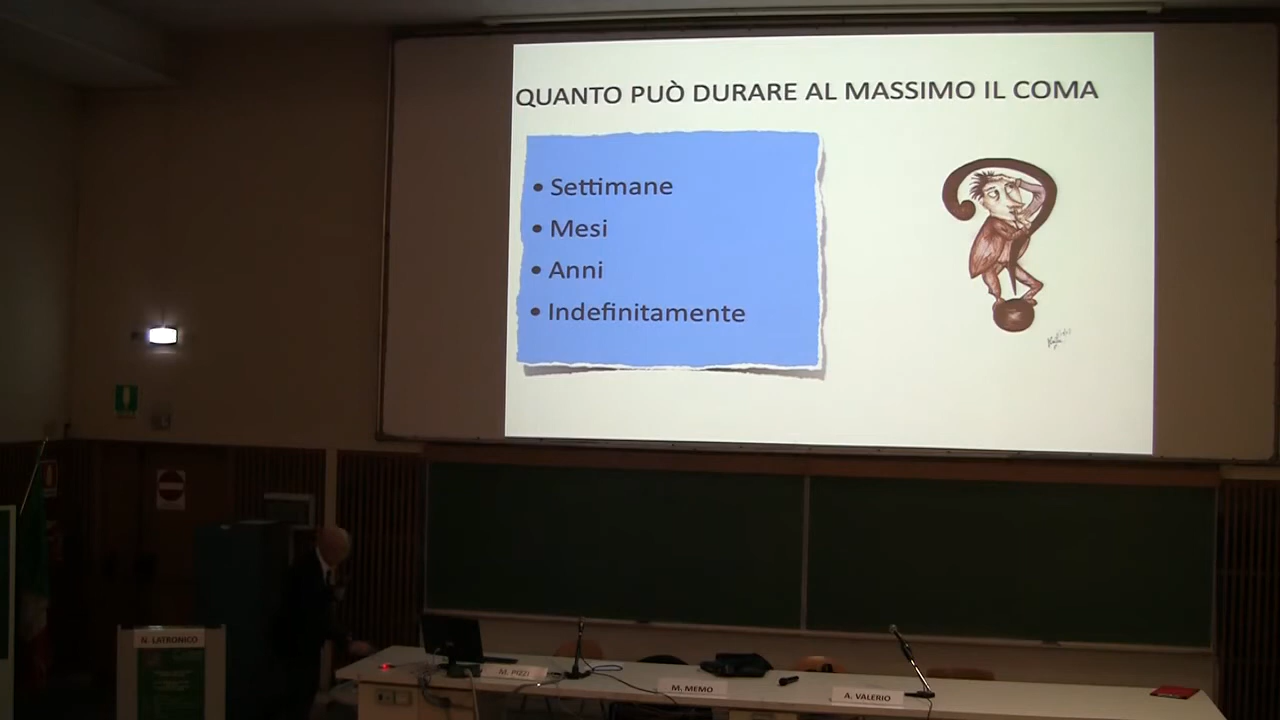 QUANTO PUÒ DURARE AL MASSIMO IL COMA
• Settimane
• Mesi
• Anni
• Indefinitamente
N. LATRONICO
M. PIZZI
M. MEMO
A. VALERIO